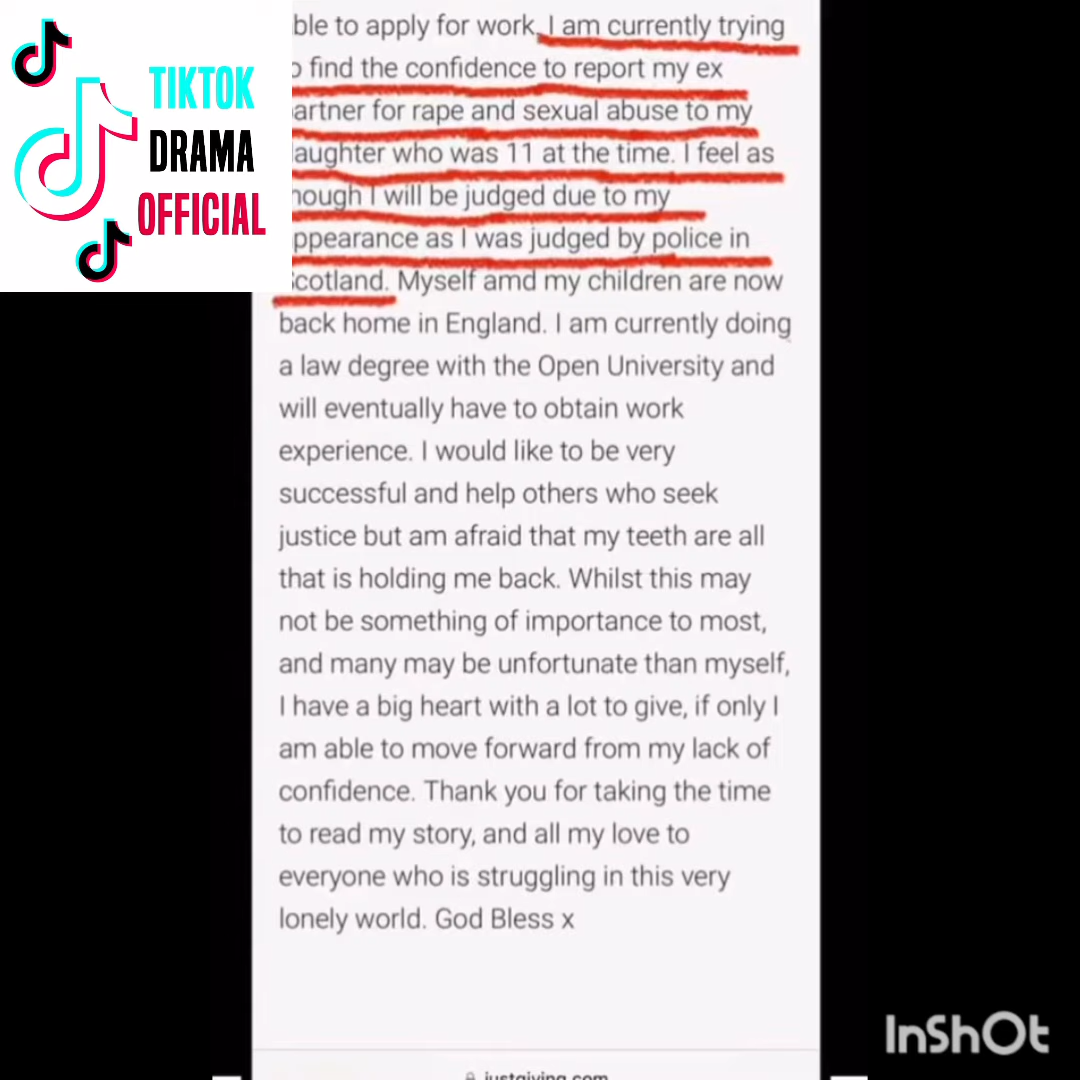 TIKTOK
DRAMA
OFFICIAL
ble to apply for work. I am currently trying
find the confidence to report my ex
artner for rape and sexual abuse to my
aughter who was 11 at the time. I feel as
hough I will be judged due to my
ppearance as I was judged by police in
cotland. Myself amd my children are now
back home in England. I am currently doing
a law degree with the Open University and
will eventually have to obtain work
experience. I would like to be very
successful and help others who seek
justice but am afraid that my teeth are all
that is holding me back. Whilst this may
not be something of importance to most,
and many may be unfortunate than myself,
I have a big heart with a lot to give, if only I
am able to move forward from my lack of
confidence. Thank you for taking the time
to read my story, and all my love to
everyone who is struggling in this very
lonely world. God Bless x
justgiving.com
InShOt